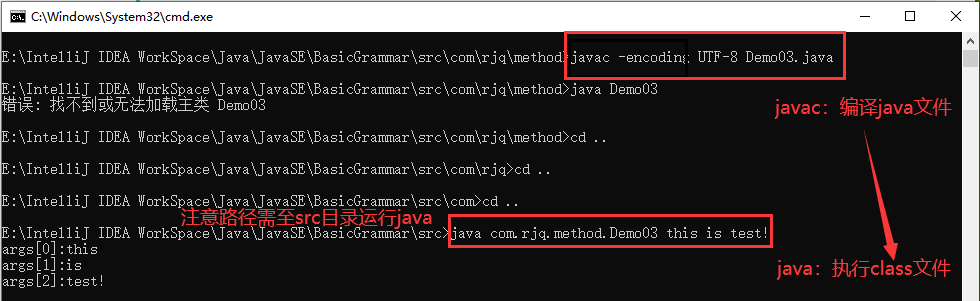 C:\Windows\System32\cmd.exe
E:\IntelliJ IDEA WorkSpace\Java\JavaSE\BasicGrammar\src\com\rjq\method>javac -encoding UTF-8 Demo03.java
E:\IntelliJ IDEA WorkSpace\Java\JavaSE\BasicGrammar\src\com\rjq\method>java Demo03
错误: 找不到或无法加载主类 Demo03
javac：编译java文件
E:\IntelliJ IDEA WorkSpace\Java\JavaSE\BasicGrammar\src\com\rjq\method>cd ..
E:\IntelliJ IDEA WorkSpace\Java\JavaSE\BasicGrammar\src\com\rjq>cd ..
E:\IntelliJ IDEA WorkSpace\Java\JavaSE\BasicGrammar\src\com>cd ..
注意路径需至src目录运行java
E:\IntelliJ IDEA WorkSpace\Java\JavaSE\BasicGrammar\src>java com.rjq.method.Demo03 this is test!
args[0]:this
args[1]:is
args[2]:test!
java：执行class文件